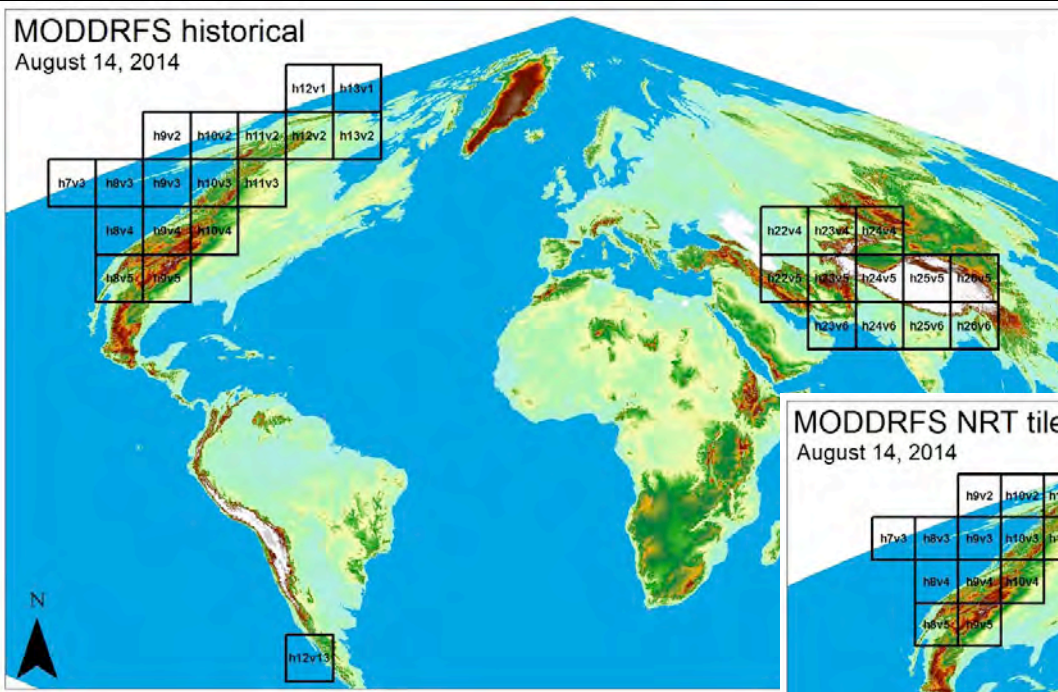 MODDRFS historical
August 14, 2014
h12v1 h13v1
h9v2 h10v2 h11v2 h12v2 h13v2
h7v3 h8v3 h9v3 h10v3 h11v3
h8v4 h9v4 h10v4
h8v5 h9v5
h22v4 h23v4 h24v4
h22v5 h23v5 h24v5 h25v5 h26v5
h23v6 h24v6 h25v6 h26v6
h12v13
N
MODDRFS NRT tile
August 14, 2014
h9v2 h10v2
h7v3 h8v3 h9v3 h10v3
h8v4 h9v4 h10v4
h8v5 h9v5